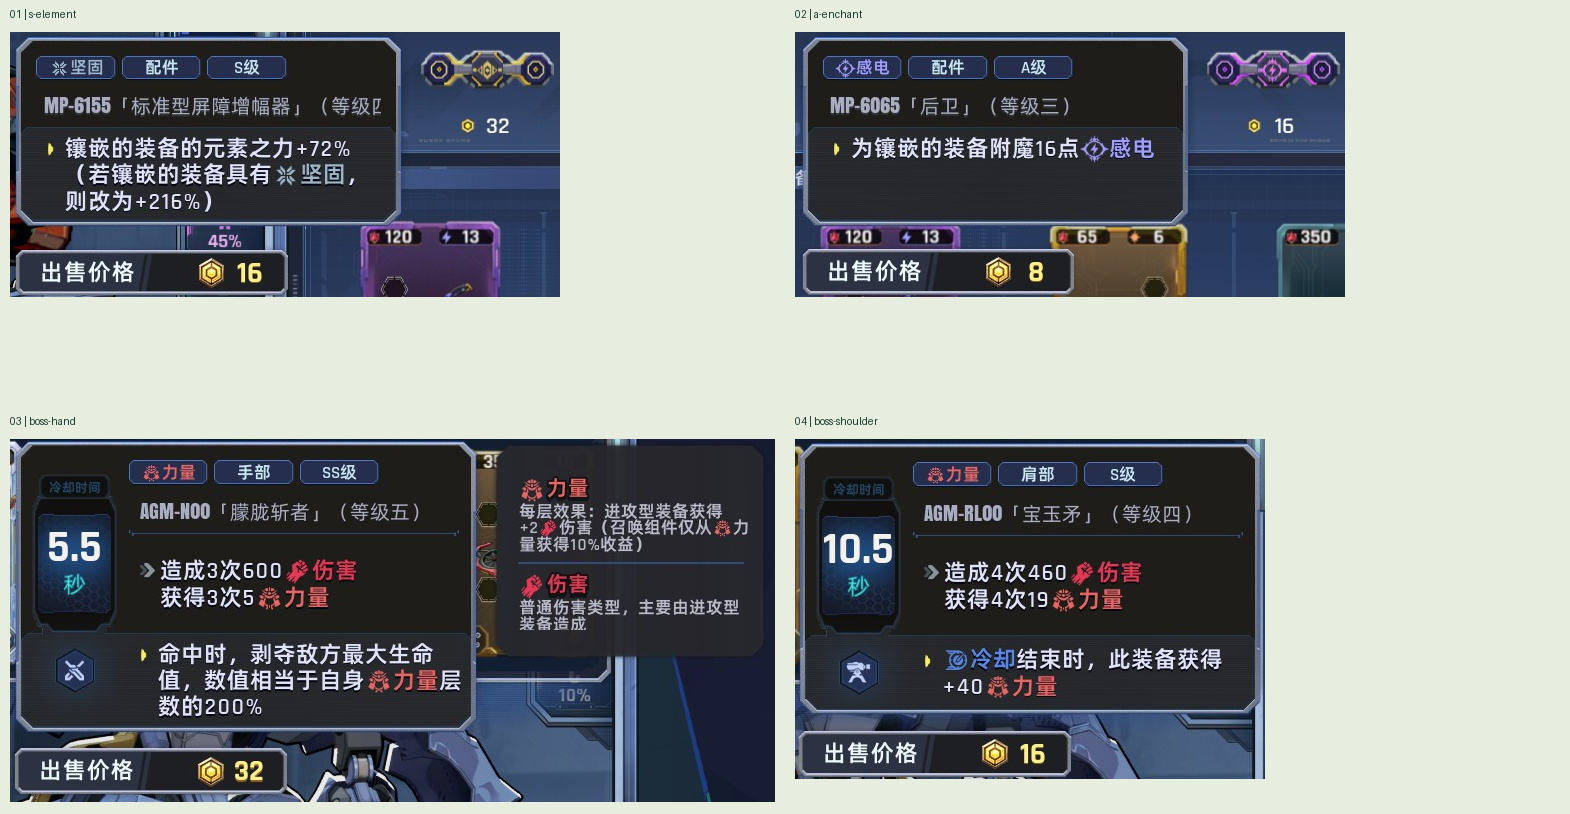 01 | s-element
坚固 配件 S级
MP-6155「标准型屏障增幅器」（等级四
32
镶嵌的装备的元素之力+72%
（若镶嵌的装备具有坚固，
则改为+216%）
45%
120 13
出售价格 16
02 | a-enchant
感电 配件 A级
MP-6065「后卫」（等级三）
16
为镶嵌的装备附魔16点感电
120 13 65 6 350
出售价格 8
03 | boss-hand
力量 手部 SS级
冷却时间
5.5
秒
AGM-N00「朦胧斩者」（等级五）
造成3次600伤害
获得3次5力量
命中时，剥夺敌方最大生命
值，数值相当于自身力量层
数的200%
力量
每层效果：进攻型装备获得
+2伤害（召唤组件仅从力
量获得10%收益）
伤害
普通伤害类型，主要由进攻型
装备造成
10%
出售价格 32
04 | boss-shoulder
力量 肩部 S级
冷却时间
10.5
秒
AGM-RL00「宝玉矛」（等级四）
造成4次460伤害
获得4次19力量
冷却结束时，此装备获得
+40力量
出售价格 16